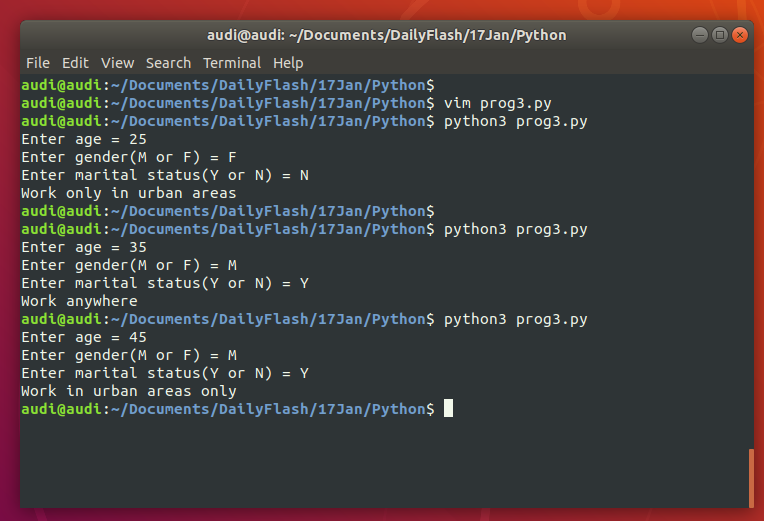 audi@audi: ~/Documents/DailyFlash/17Jan/Python
File Edit View Search Terminal Help
audi@audi:~/Documents/DailyFlash/17Jan/Python$
audi@audi:~/Documents/DailyFlash/17Jan/Python$ vim prog3.py
audi@audi:~/Documents/DailyFlash/17Jan/Python$ python3 prog3.py
Enter age = 25
Enter gender(M or F) = F
Enter marital status(Y or N) = N
Work only in urban areas
audi@audi:~/Documents/DailyFlash/17Jan/Python$
audi@audi:~/Documents/DailyFlash/17Jan/Python$ python3 prog3.py
Enter age = 35
Enter gender(M or F) = M
Enter marital status(Y or N) = Y
Work anywhere
audi@audi:~/Documents/DailyFlash/17Jan/Python$ python3 prog3.py
Enter age = 45
Enter gender(M or F) = M
Enter marital status(Y or N) = Y
Work in urban areas only
audi@audi:~/Documents/DailyFlash/17Jan/Python$